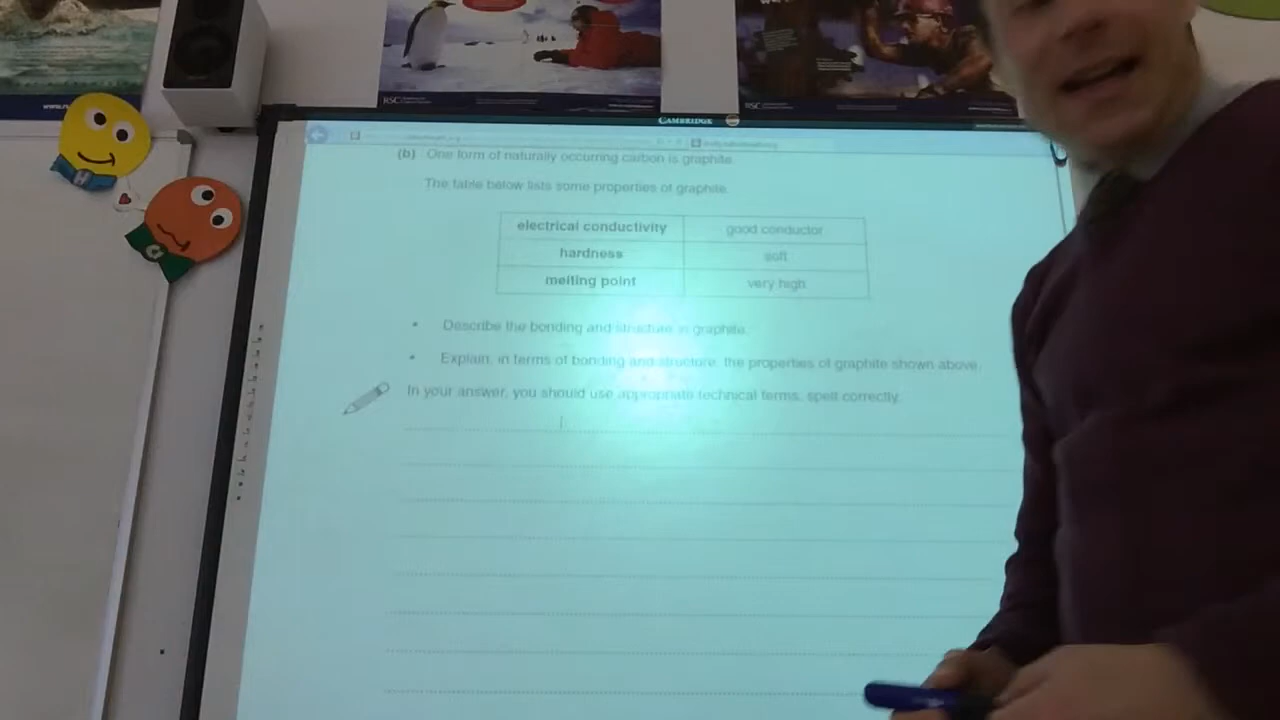 RSC
RSC
CAMBRIDGE
(b) One form of naturally occurring carbon is graphite.
The table below lists some properties of graphite.
electrical conductivity good conductor
hardness soft
melting point very high
• Describe the bonding and structure in graphite.
• Explain, in terms of bonding and structure, the properties of graphite shown above.
In your answer, you should use appropriate technical terms, spelt correctly.
H
C